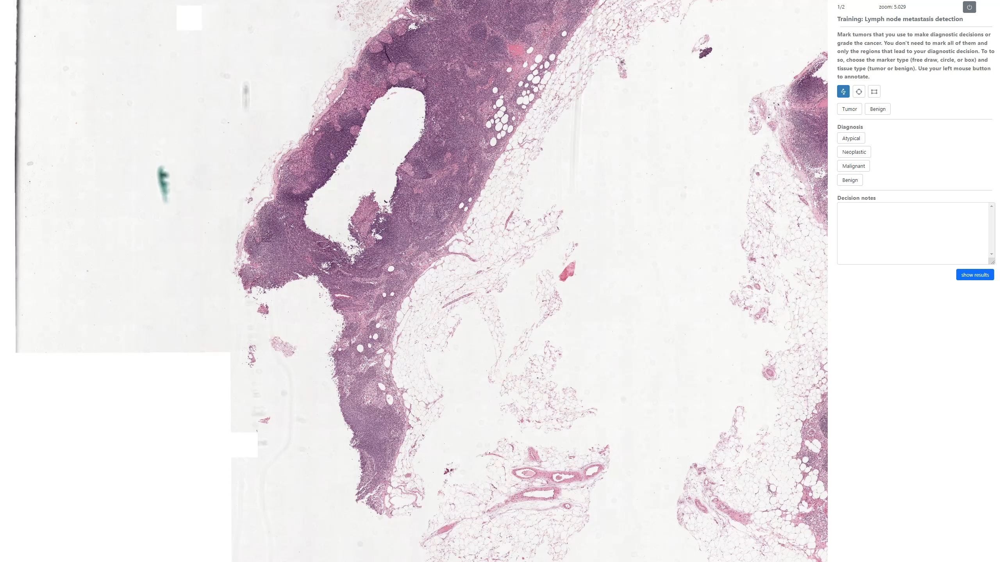 1/2 zoom: 5.029
Training: Lymph node metastasis detection
Mark tumors that you use to make diagnostic decisions or
grade the cancer. You don't need to mark all of them and
only the regions that lead to your diagnostic decision. To to
so, choose the marker type (free draw, circle, or box) and
tissue type (tumor or benign). Use your left mouse button
to annotate.
Tumor Benign
Diagnosis
Atypical
Neoplastic
Malignant
Benign
Decision notes
show results